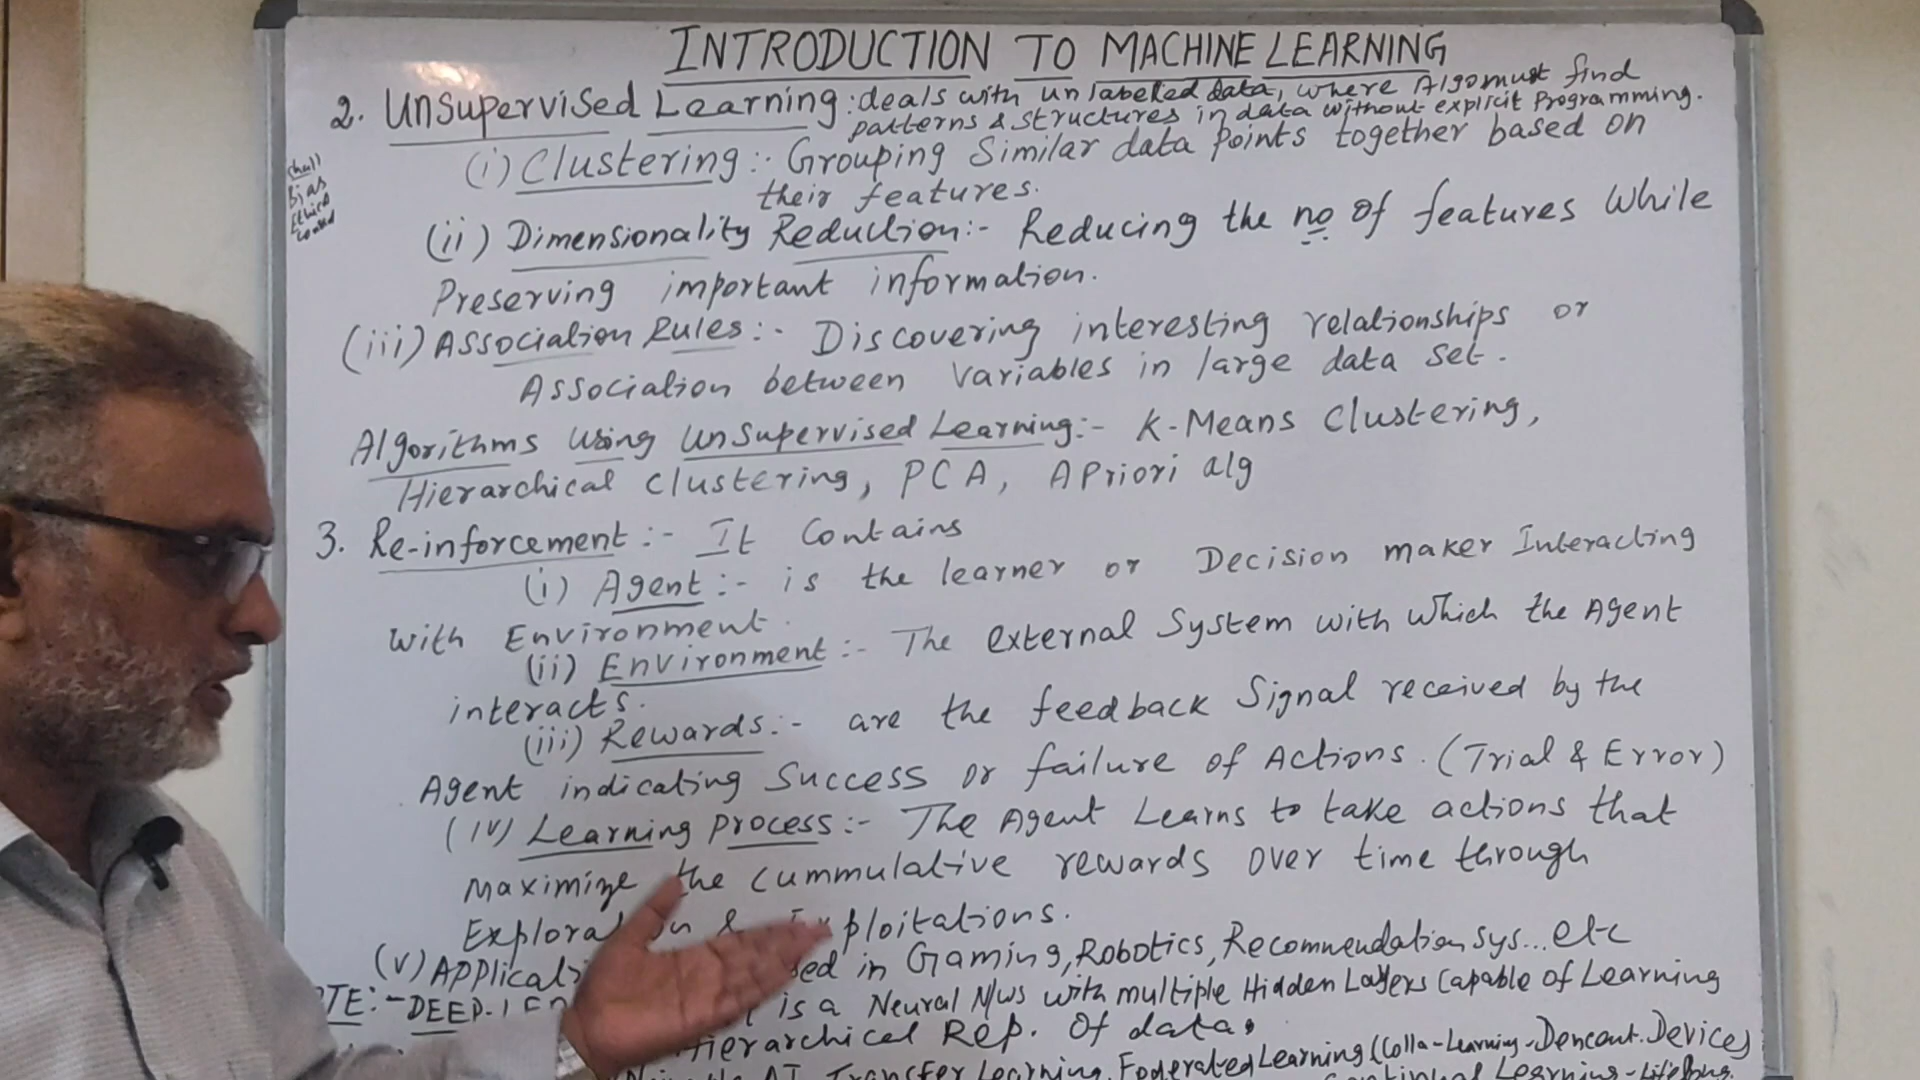 INTRODUCTION TO MACHINE LEARNING
2. UnSupervised Learning: deals with unlabelled data, where Algo must find
patterns & structures in data without explicit Programming.
(i) Clustering:- Grouping Similar data Points together based on
their features.
Bias
(ii) Dimensionality Reduction:- Reducing the no of features while
Preserving important information.
(iii) Association Rules:- Discovering interesting relationships or
Association between Variables in large data set.
Algorithms Using UnSupervised Learning:- K-Means Clustering,
Hierarchical Clustering, PCA, APriori alg
3. Re-inforcement:- It Contains
(i) Agent:- is the learner or Decision maker Interacting
with Environment.
(ii) Environment:- The external System with which the Agent
interacts.
(iii) Rewards:- are the feedback Signal received by the
Agent indicating Success or failure of Actions. (Trial & Error)
(IV) Learning Process:- The Agent Learns to take actions that
Maximize the Cummulative rewards over time through
& Exploitations.
(V) in Gaming, Robotics, Recommendation Sys... etc
DEEP is a Neural N/ws with multiple Hidden Layers Capable of Learning
Hierarchical Rep. Of data.
AI, Transfer Learning, Federated Learning (Colla-Learning-Dencent. Device)
Continual Learning - Lifelong.